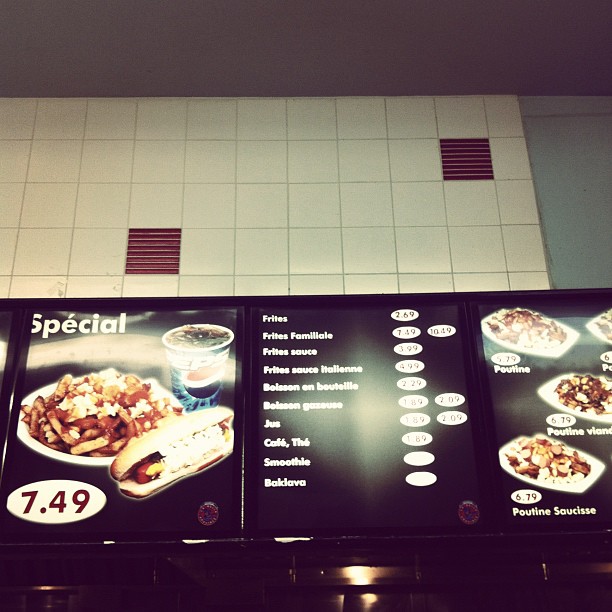 Spécial
7.49
Frites 2.69
Frites Familiale 7.49 10.49
Frites sauce 3.99
Frites sauce italienne 4.99
Boisson en bouteille 2.29
Boisson gazeuse 1.89 2.09
Jus 1.89 2.09
Café, Thé 1.89
Smoothie
Baklava
5.79
Poutine
6.79
Poutine vian
6.79
Poutine Saucisse